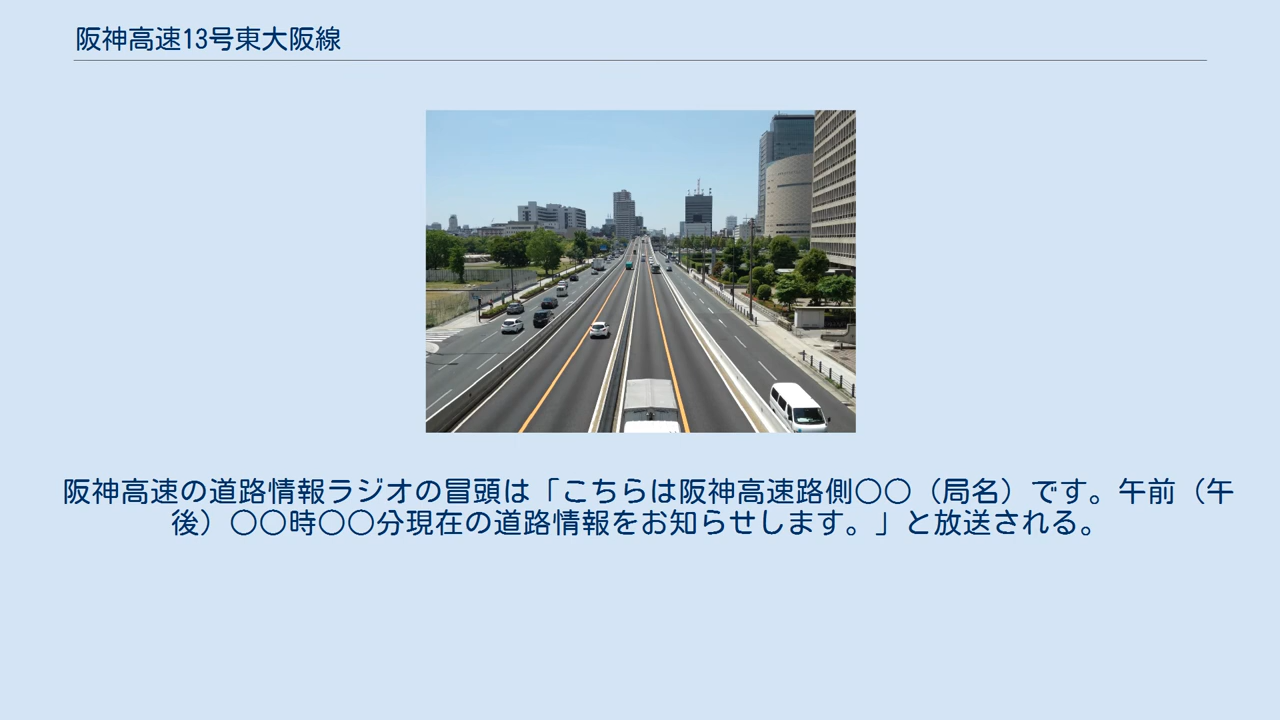 阪神高速13号東大阪線
阪神高速の道路情報ラジオの冒頭は「こちらは阪神高速路側〇〇（局名）です。午前（午
後）〇〇時〇〇分現在の道路情報をお知らせします。」と放送される。